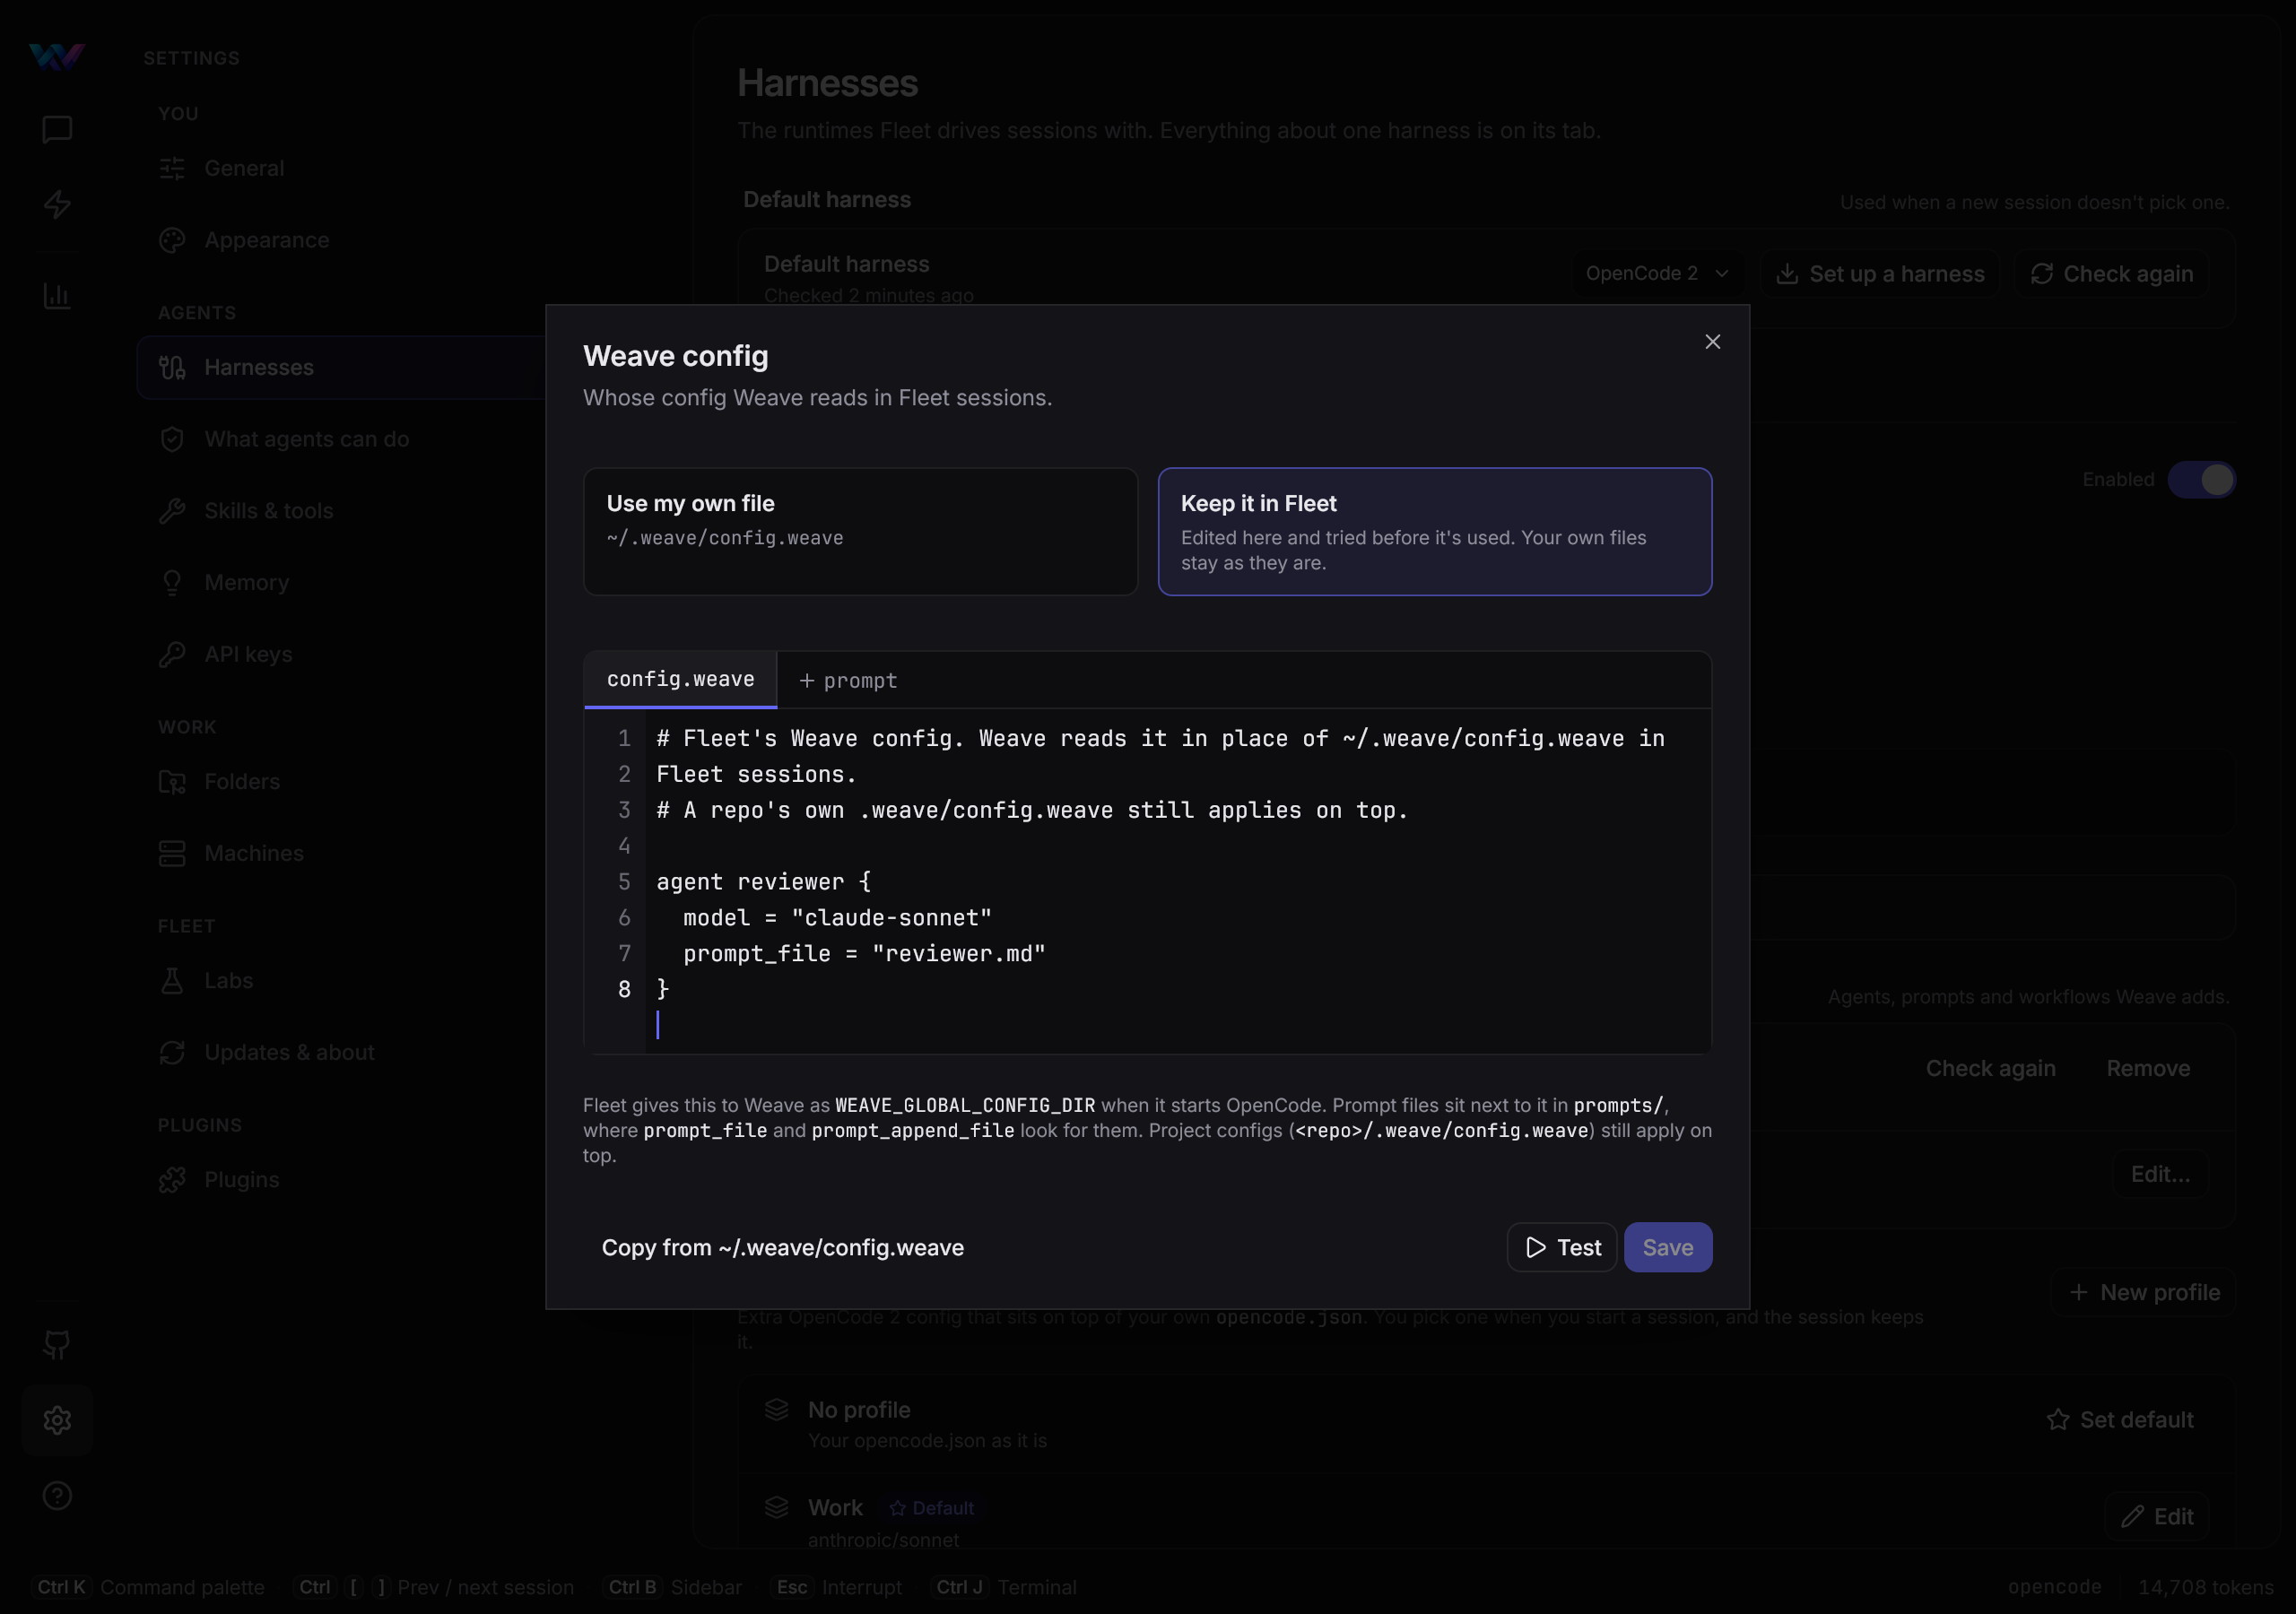 SETTINGS
YOU
General
Appearance
AGENTS
Harnesses
What agents can do
Skills & tools
Memory
API keys
WORK
Folders
Machines
FLEET
Labs
Updates & about
PLUGINS
Plugins
Harnesses
The runtimes Fleet drives sessions with. Everything about one harness is on its tab.
Default harness
Used when a new session doesn't pick one.
Default harness
Checked 2 minutes ago
OpenCode 2
Set up a harness
Check again
Enabled
Weave config
Whose config Weave reads in Fleet sessions.
Use my own file
~/.weave/config.weave
Keep it in Fleet
Edited here and tried before it's used. Your own files
stay as they are.
config.weave
+ prompt
1 # Fleet's Weave config. Weave reads it in place of ~/.weave/config.weave in
2 Fleet sessions.
3 # A repo's own .weave/config.weave still applies on top.
4
5 agent reviewer {
6 model = "claude-sonnet"
7 prompt_file = "reviewer.md"
8 }
Fleet gives this to Weave as WEAVE_GLOBAL_CONFIG_DIR when it starts OpenCode. Prompt files sit next to it in prompts/,
where prompt_file and prompt_append_file look for them. Project configs (<repo>/.weave/config.weave) still apply on
top.
Copy from ~/.weave/config.weave
Test
Save
Agents, prompts and workflows Weave adds.
Check again
Remove
Edit...
+ New profile
Extra OpenCode 2 config that sits on top of your own opencode.json. You pick one when you start a session, and the session keeps
it.
No profile
Your opencode.json as it is
Set default
Work
Default
anthropic/sonnet
Edit
Ctrl K Command palette
Ctrl [ ] Prev / next session
Ctrl B Sidebar
Esc Interrupt
Ctrl J Terminal
opencode
14,708 tokens